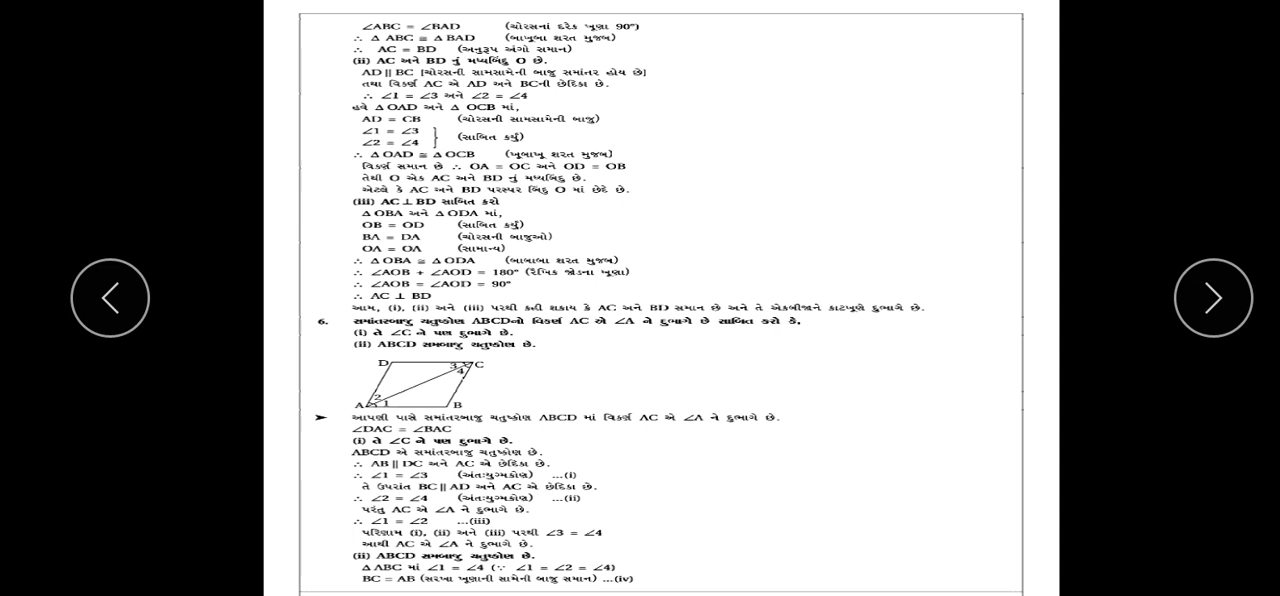 ∠ABC = ∠BAD (ચોરસનાં દરેક ખૂણા 90°)
∴ Δ ABC ≅ Δ BAD (બાખૂબા શરત મુજબ)
∴ AC = BD (અનુરૂપ અંગો સમાન)
(ii) AC અને BD નું મધ્યબિંદુ O છે.
AD || BC [ચોરસની સામસામેની બાજુ સમાંતર હોય છે]
તથા વિકર્ણ AC એ AD અને BCની છેદિકા છે.
∴ ∠1 = ∠3 અને ∠2 = ∠4
હવે Δ OAD અને Δ OCB માં,
AD = CB (ચોરસની સામસામેની બાજુ)
∠1 = ∠3
∠2 = ∠4 } (સાબિત કર્યું)
∴ Δ OAD ≅ Δ OCB (ખૂબાખૂ શરત મુજબ)
વિકર્ણ સમાન છે ∴ OA = OC અને OD = OB
તેથી O એક AC અને BD નું મધ્યબિંદુ છે.
એટલે કે AC અને BD પરસ્પર બિંદુ O માં છેદે છે.
(iii) AC ⊥ BD સાબિત કરો
Δ OBA અને Δ ODA માં,
OB = OD (સાબિત કર્યું)
BA = DA (ચોરસની બાજુઓ)
OA = OA (સામાન્ય)
∴ Δ OBA ≅ Δ ODA (બાબાબા શરત મુજબ)
∴ ∠AOB + ∠AOD = 180° (રૈખિક જોડના ખૂણા)
∴ ∠AOB = ∠AOD = 90°
∴ AC ⊥ BD
આમ, (i), (ii) અને (iii) પરથી કહી શકાય કે AC અને BD સમાન છે અને તે એકબીજાને કાટખૂણે દુભાગે છે.
6. સમાંતરબાજુ ચતુષ્કોણ ABCDનો વિકર્ણ AC એ ∠A ને દુભાગે છે સાબિત કરો કે,
(i) તે ∠C ને પણ દુભાગે છે.
(ii) ABCD સમબાજુ ચતુષ્કોણ છે.
D 3 C
4
2
A 1 B
➤ આપણી પાસે સમાંતરબાજુ ચતુષ્કોણ ABCD માં વિકર્ણ AC એ ∠A ને દુભાગે છે.
∠DAC = ∠BAC
(i) તે ∠C ને પણ દુભાગે છે.
ABCD એ સમાંતરબાજુ ચતુષ્કોણ છે.
∴ AB || DC અને AC એ છેદિકા છે.
∴ ∠1 = ∠3 (અંતઃયુગ્મકોણ) ...(i)
તે ઉપરાંત BC || AD અને AC એ છેદિકા છે.
∴ ∠2 = ∠4 (અંતઃયુગ્મકોણ) ...(ii)
પરંતુ AC એ ∠A ને દુભાગે છે.
∴ ∠1 = ∠2 ...(iii)
પરિણામ (i), (ii) અને (iii) પરથી ∠3 = ∠4
આથી AC એ ∠A ને દુભાગે છે.
(ii) ABCD સમબાજુ ચતુષ્કોણ છે.
Δ ABC માં ∠1 = ∠4 (∵ ∠1 = ∠2 = ∠4)
BC = AB (સરખા ખૂણાની સામેની બાજુ સમાન) ...(iv)